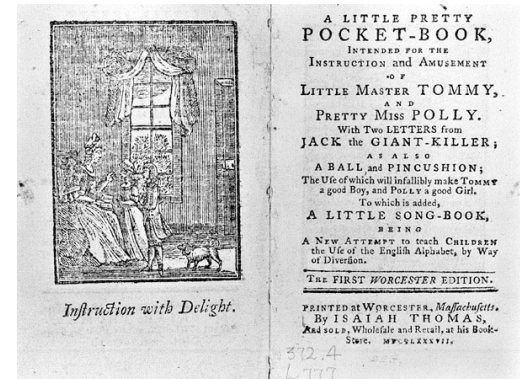 Inſtruction with Delight.
A LITTLE PRETTY
POCKET-BOOK,
INTENDED FOR THE
INSTRUCTION and AMUSEMENT
OF
LITTLE MASTER TOMMY,
AND
PRETTY MISS POLLY.
With Two LETTERS from
JACK the GIANT-KILLER;
AS ALSO
A BALL and PINCUSHION;
The Uſe of which will infallibly make TOMMY
a good Boy, and POLLY a good Girl.
To which is added,
A LITTLE SONG-BOOK,
BEING
A NEW ATTEMPT to teach CHILDREN
the Uſe of the Engliſh Alphabet, by Way
of Diverſion.
THE FIRST WORCESTER EDITION.
PRINTED at WORCESTER, Maſſachuſetts.
By ISAIAH THOMAS,
And SOLD, Wholeſale and Retail, at his Book-
Store. MDCCLXXXVII,
372.4
L777